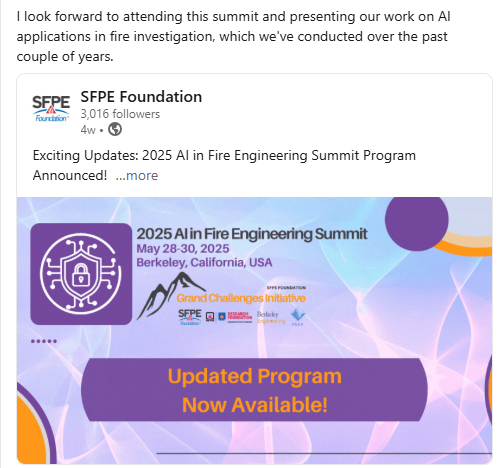 I look forward to attending this summit and presenting our work on AI
applications in fire investigation, which we've conducted over the past
couple of years.
SFPE
Foundation
SFPE Foundation
3,016 followers
4w •
Exciting Updates: 2025 AI in Fire Engineering Summit Program
Announced! ...more
2025 AI in Fire Engineering Summit
May 28-30, 2025
Berkeley, California, USA
SFPE FOUNDATION
Grand Challenges Initiative
SFPE
Foundation
RESEARCH
FOUNDATION
Berkeley
Updated Program
Now Available!